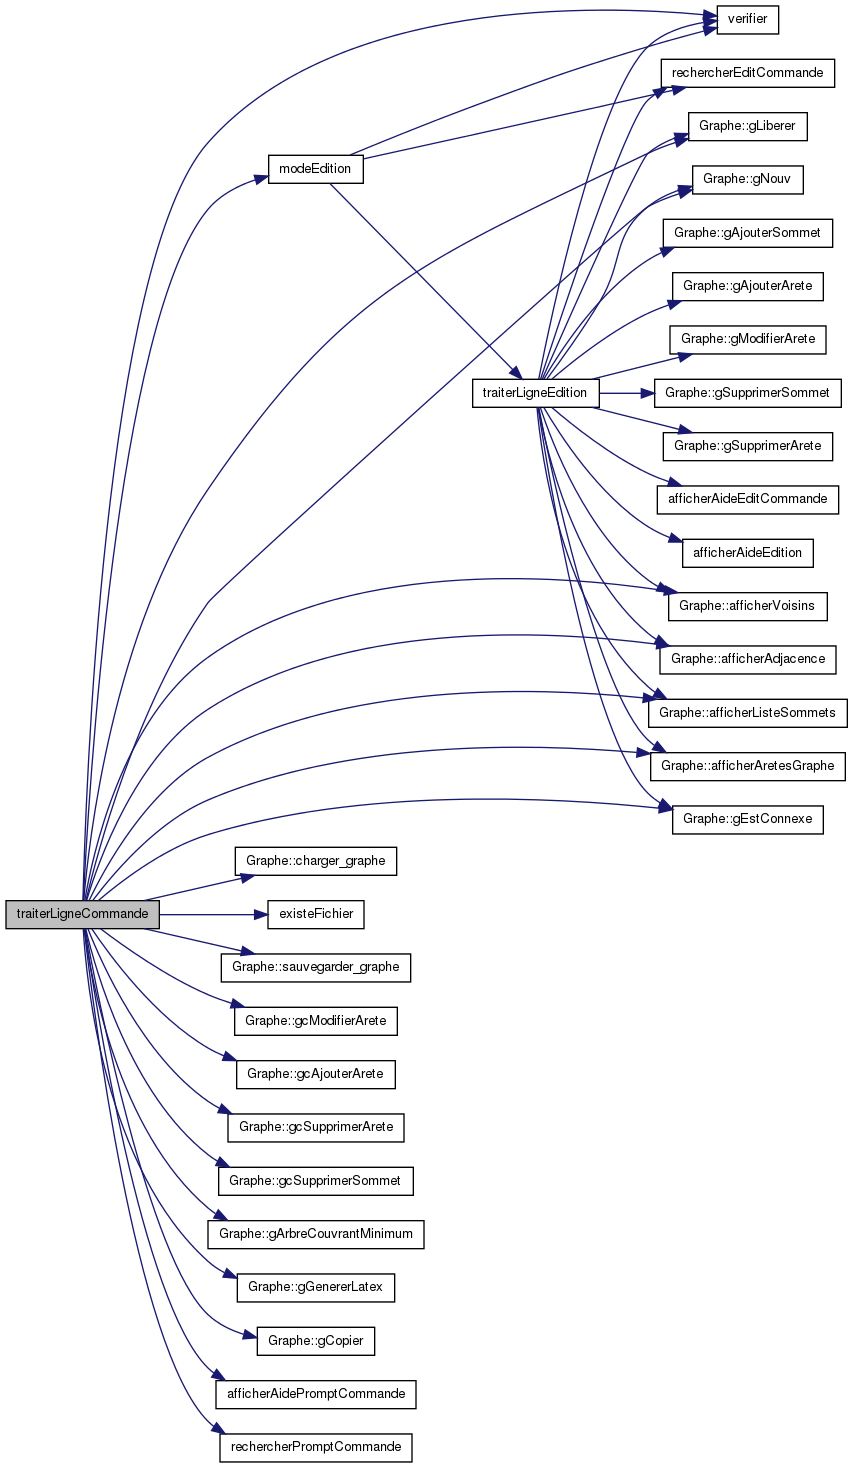 verifier
rechercherEditCommande
Graphe::gLiberer
modeEdition
Graphe::gNouv
Graphe::gAjouterSommet
Graphe::gAjouterArete
Graphe::gModifierArete
traiterLigneEdition
Graphe::gSupprimerSommet
Graphe::gSupprimerArete
afficherAideEditCommande
afficherAideEdition
Graphe::afficherVoisins
Graphe::afficherAdjacence
Graphe::afficherListeSommets
Graphe::afficherAretesGraphe
Graphe::gEstConnexe
Graphe::charger_graphe
traiterLigneCommande
existeFichier
Graphe::sauvegarder_graphe
Graphe::gcModifierArete
Graphe::gcAjouterArete
Graphe::gcSupprimerArete
Graphe::gcSupprimerSommet
Graphe::gArbreCouvrantMinimum
Graphe::gGenererLatex
Graphe::gCopier
afficherAidePromptCommande
rechercherPromptCommande